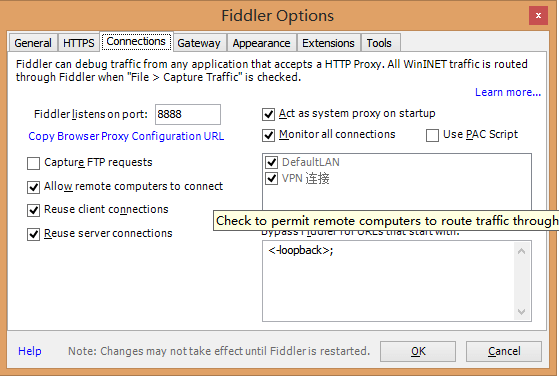 Fiddler Options
x
General HTTPS Connections Gateway Appearance Extensions Tools
Fiddler can debug traffic from any application that accepts a HTTP Proxy. All WinINET traffic is routed
through Fiddler when "File > Capture Traffic" is checked.
Learn more...
Fiddler listens on port: 8888
Copy Browser Proxy Configuration URL
Capture FTP requests
Allow remote computers to connect
Reuse client connections
Reuse server connections
Act as system proxy on startup
Monitor all connections Use PAC Script
DefaultLAN
VPN 连接
Check to permit remote computers to route traffic through
Bypass Fiddler for URLs that start with:
<-loopback>;
Help Note: Changes may not take effect until Fiddler is restarted. OK Cancel